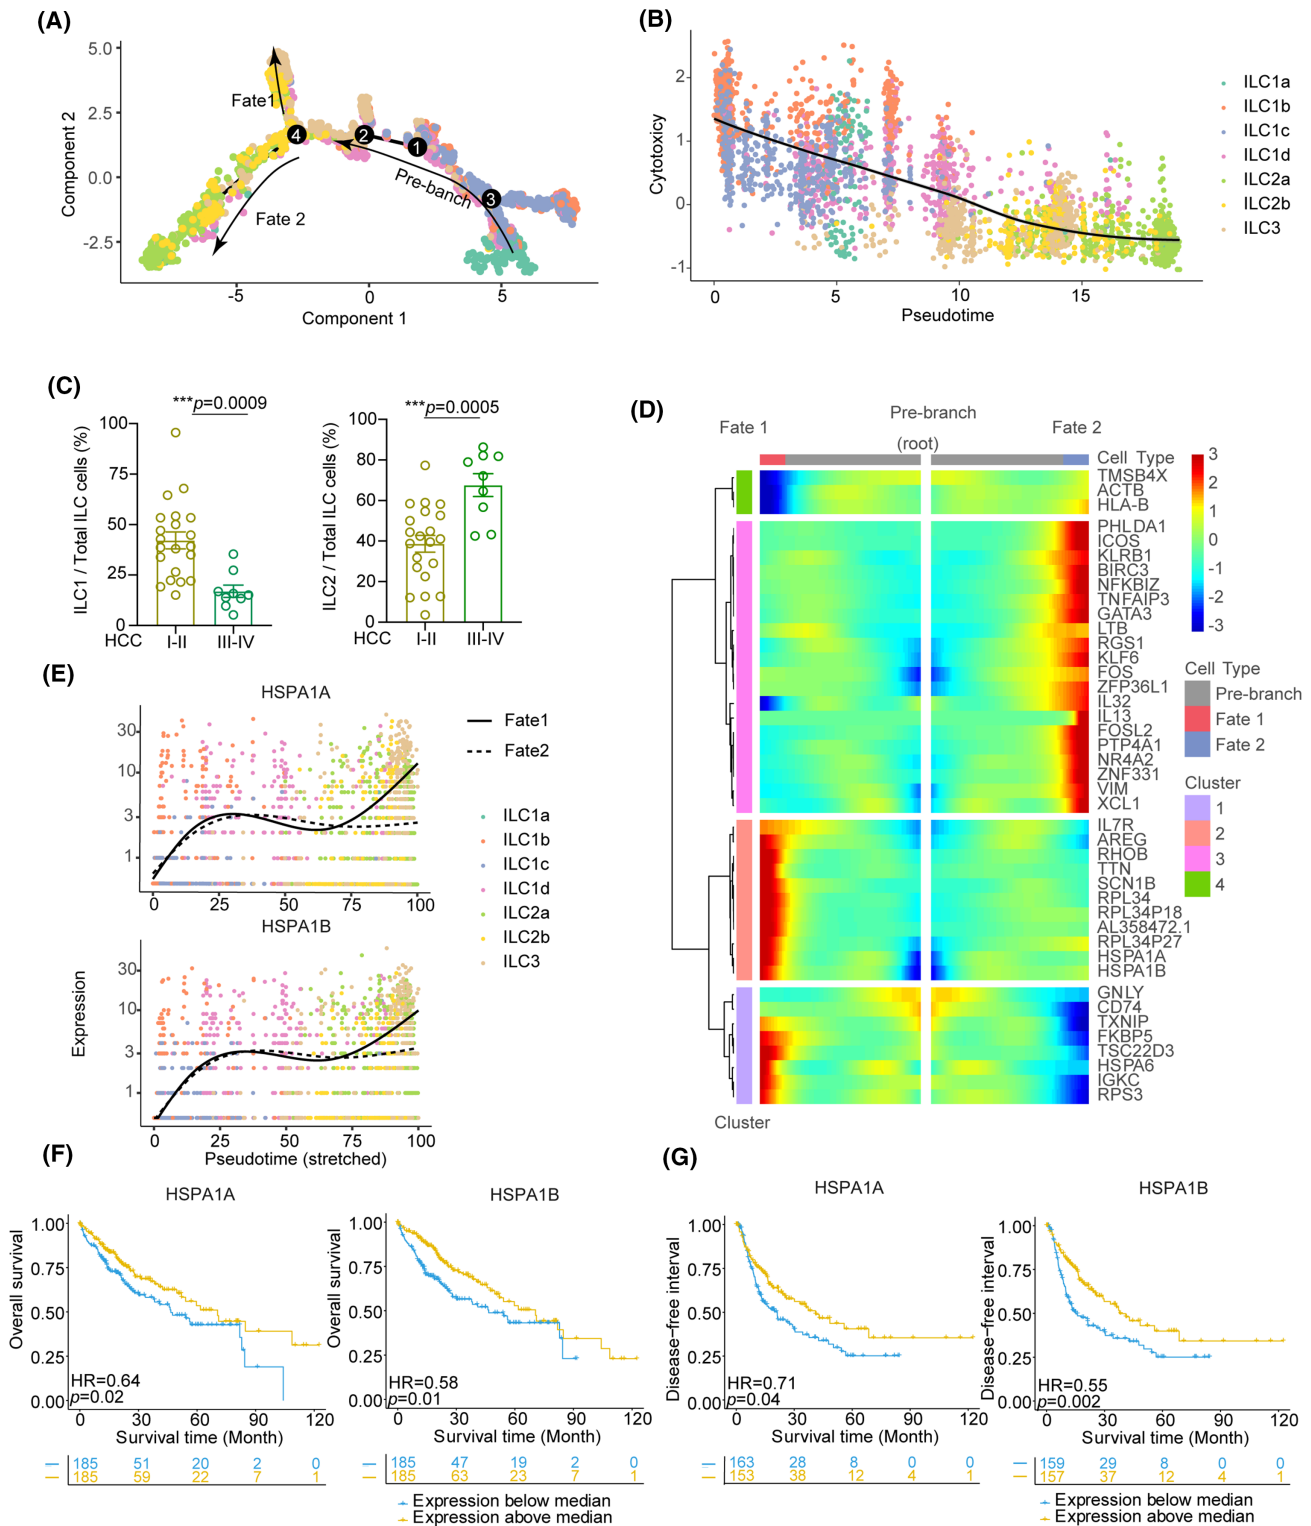 (A)
Component 2
5.0
2.5
0.0
-2.5
-5
0
5
Component 1
Fate1
Fate 2
Pre-banch
4
2
1
3
(B)
Cytotoxicy
2
1
0
-1
0
5
10
15
Pseudotime
ILC1a
ILC1b
ILC1c
ILC1d
ILC2a
ILC2b
ILC3
(C)
***p=0.0009
ILC1 / Total ILC cells (%)
100
75
50
25
0
HCC
I-II
III-IV
***p=0.0005
ILC2 / Total ILC cells (%)
100
80
60
40
20
0
HCC
I-II
III-IV
(D)
Fate 1
Pre-branch
(root)
Fate 2
Cell Type
TMSB4X
ACTB
HLA-B
PHLDA1
ICOS
KLRB1
BIRC3
NFKBIZ
TNFAIP3
GATA3
LTB
RGS1
KLF6
FOS
ZFP36L1
IL32
IL13
FOSL2
PTP4A1
NR4A2
ZNF331
VIM
XCL1
IL7R
AREG
RHOB
TTN
SCN1B
RPL34
RPL34P18
AL358472.1
RPL34P27
HSPA1A
HSPA1B
GNLY
CD74
TXNIP
FKBP5
TSC22D3
HSPA6
IGKC
RPS3
Cluster
3
2
1
0
-1
-2
-3
Cell Type
Pre-branch
Fate 1
Fate 2
Cluster
1
2
3
4
(E)
HSPA1A
30
10
3
1
0
25
50
75
100
HSPA1B
Expression
30
10
3
1
0
25
50
75
100
Pseudotime (stretched)
Fate1
Fate2
ILC1a
ILC1b
ILC1c
ILC1d
ILC2a
ILC2b
ILC3
(F)
HSPA1A
Overall survival
1.00
0.75
0.50
0.25
0.00
HR=0.64
p=0.02
0 30 60 90 120
Survival time (Month)
185 51 20 2 0
185 59 22 7 1
HSPA1B
Overall survival
1.00
0.75
0.50
0.25
0.00
HR=0.58
p=0.01
0 30 60 90 120
Survival time (Month)
185 47 19 2 0
185 63 23 7 1
Expression below median
Expression above median
(G)
HSPA1A
Disease-free interval
1.00
0.75
0.50
0.25
0.00
HR=0.71
p=0.04
0 30 60 90 120
Survival time (Month)
163 28 8 0 0
153 38 12 4 1
HSPA1B
Disease-free interval
1.00
0.75
0.50
0.25
0.00
HR=0.55
p=0.002
0 30 60 90 120
Survival time (Month)
159 29 8 0 0
157 37 12 4 1
Expression below median
Expression above median